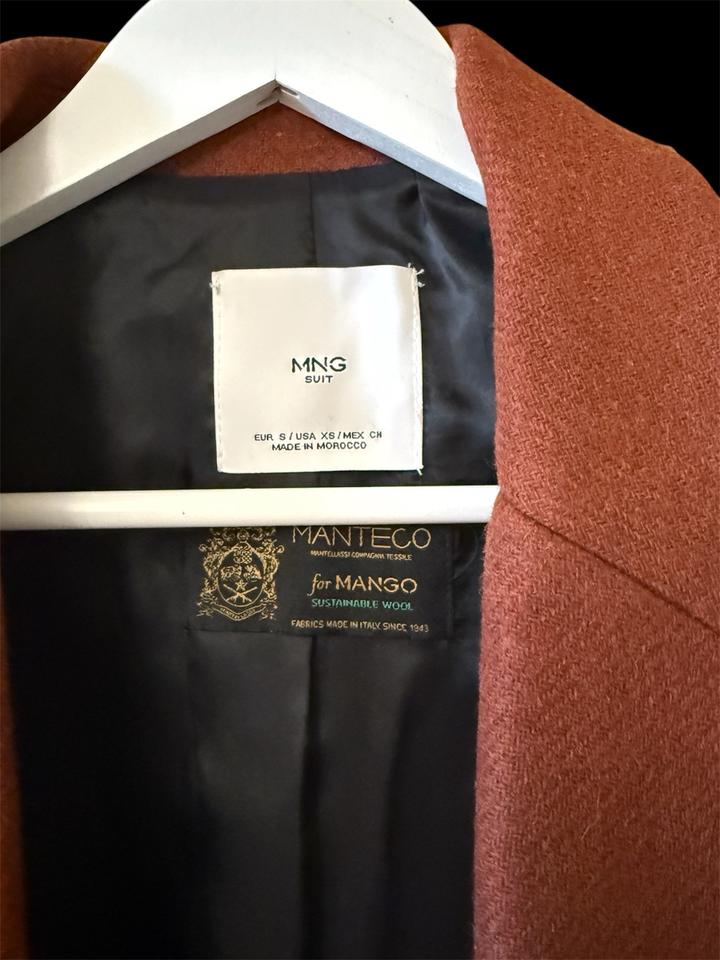 MNG
SUIT
EUR S / USA XS / MEX CH
MADE IN MOROCCO
MANTECO
MANTELLASSI COMPAGNIA TESSILE
for MANGO
SUSTAINABLE WOOL
FABRICS MADE IN ITALY SINCE 1943